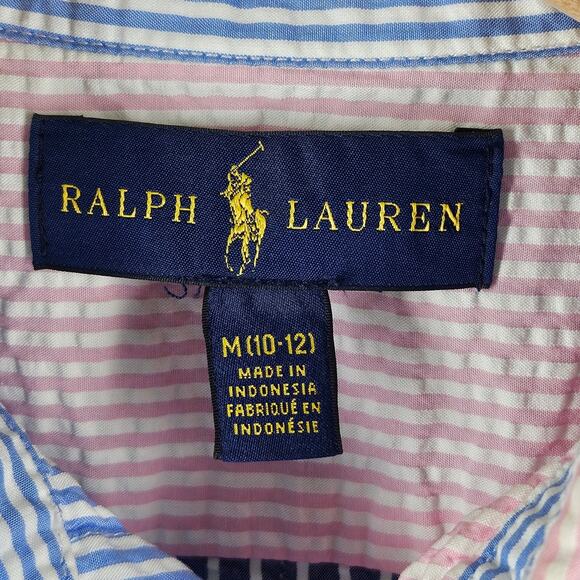 RALPH LAUREN
M(10-12)
MADE IN
INDONESIA
FABRIQUÉ EN
INDONÉSIE